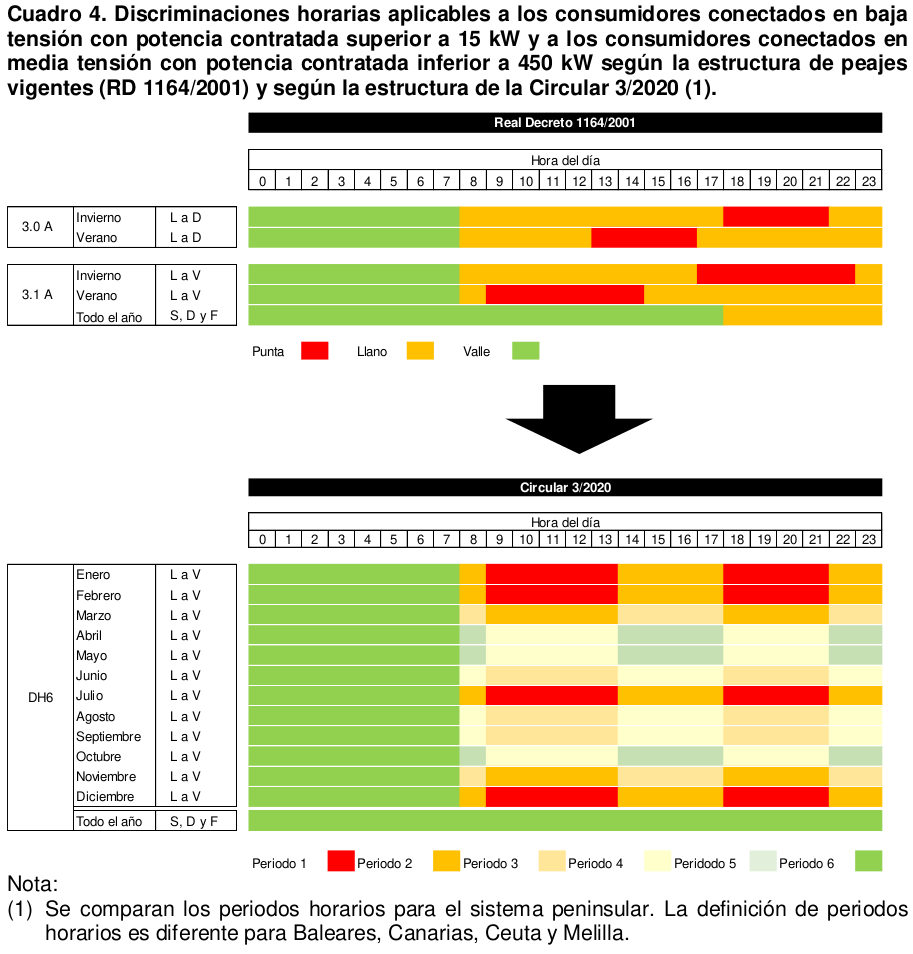 Cuadro 4. Discriminaciones horarias aplicables a los consumidores conectados en baja
tensión con potencia contratada superior a 15 kW y a los consumidores conectados en
media tensión con potencia contratada inferior a 450 kW según la estructura de peajes
vigentes (RD 1164/2001) y según la estructura de la Circular 3/2020 (1).
Real Decreto 1164/2001
Hora del día
0 1 2 3 4 5 6 7 8 9 10 11 12 13 14 15 16 17 18 19 20 21 22 23
3.0 A
Invierno L a D
Verano L a D
3.1 A
Invierno L a V
Verano L a V
Todo el año S, D y F
Punta Llano Valle
Circular 3/2020
Hora del día
0 1 2 3 4 5 6 7 8 9 10 11 12 13 14 15 16 17 18 19 20 21 22 23
DH6
Enero L a V
Febrero L a V
Marzo L a V
Abril L a V
Mayo L a V
Junio L a V
Julio L a V
Agosto L a V
Septiembre L a V
Octubre L a V
Noviembre L a V
Diciembre L a V
Todo el año S, D y F
Periodo 1 Periodo 2 Periodo 3 Periodo 4 Peridodo 5 Periodo 6
Nota:
(1) Se comparan los periodos horarios para el sistema peninsular. La definición de periodos
horarios es diferente para Baleares, Canarias, Ceuta y Melilla.